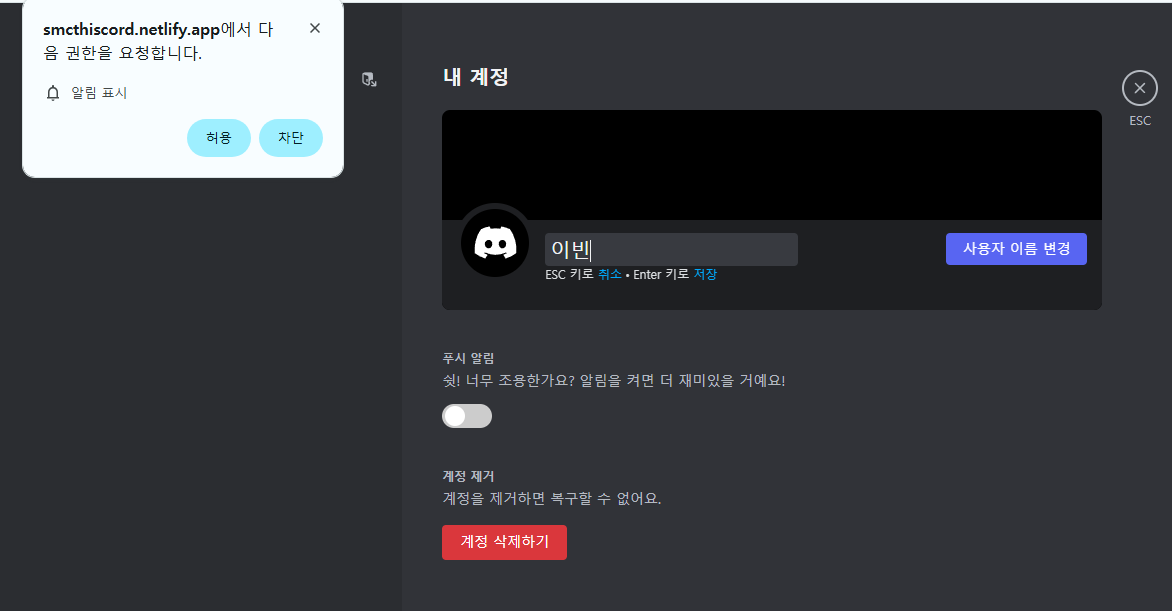 smcthiscord.netlify.app에서 다
음 권한을 요청합니다.
알림 표시
허용
차단
내 계정
ESC
이빈
사용자 이름 변경
ESC 키로 취소 • Enter 키로 저장
푸시 알림
쉿! 너무 조용한가요? 알림을 켜면 더 재미있을 거예요!
계정 제거
계정을 제거하면 복구할 수 없어요.
계정 삭제하기